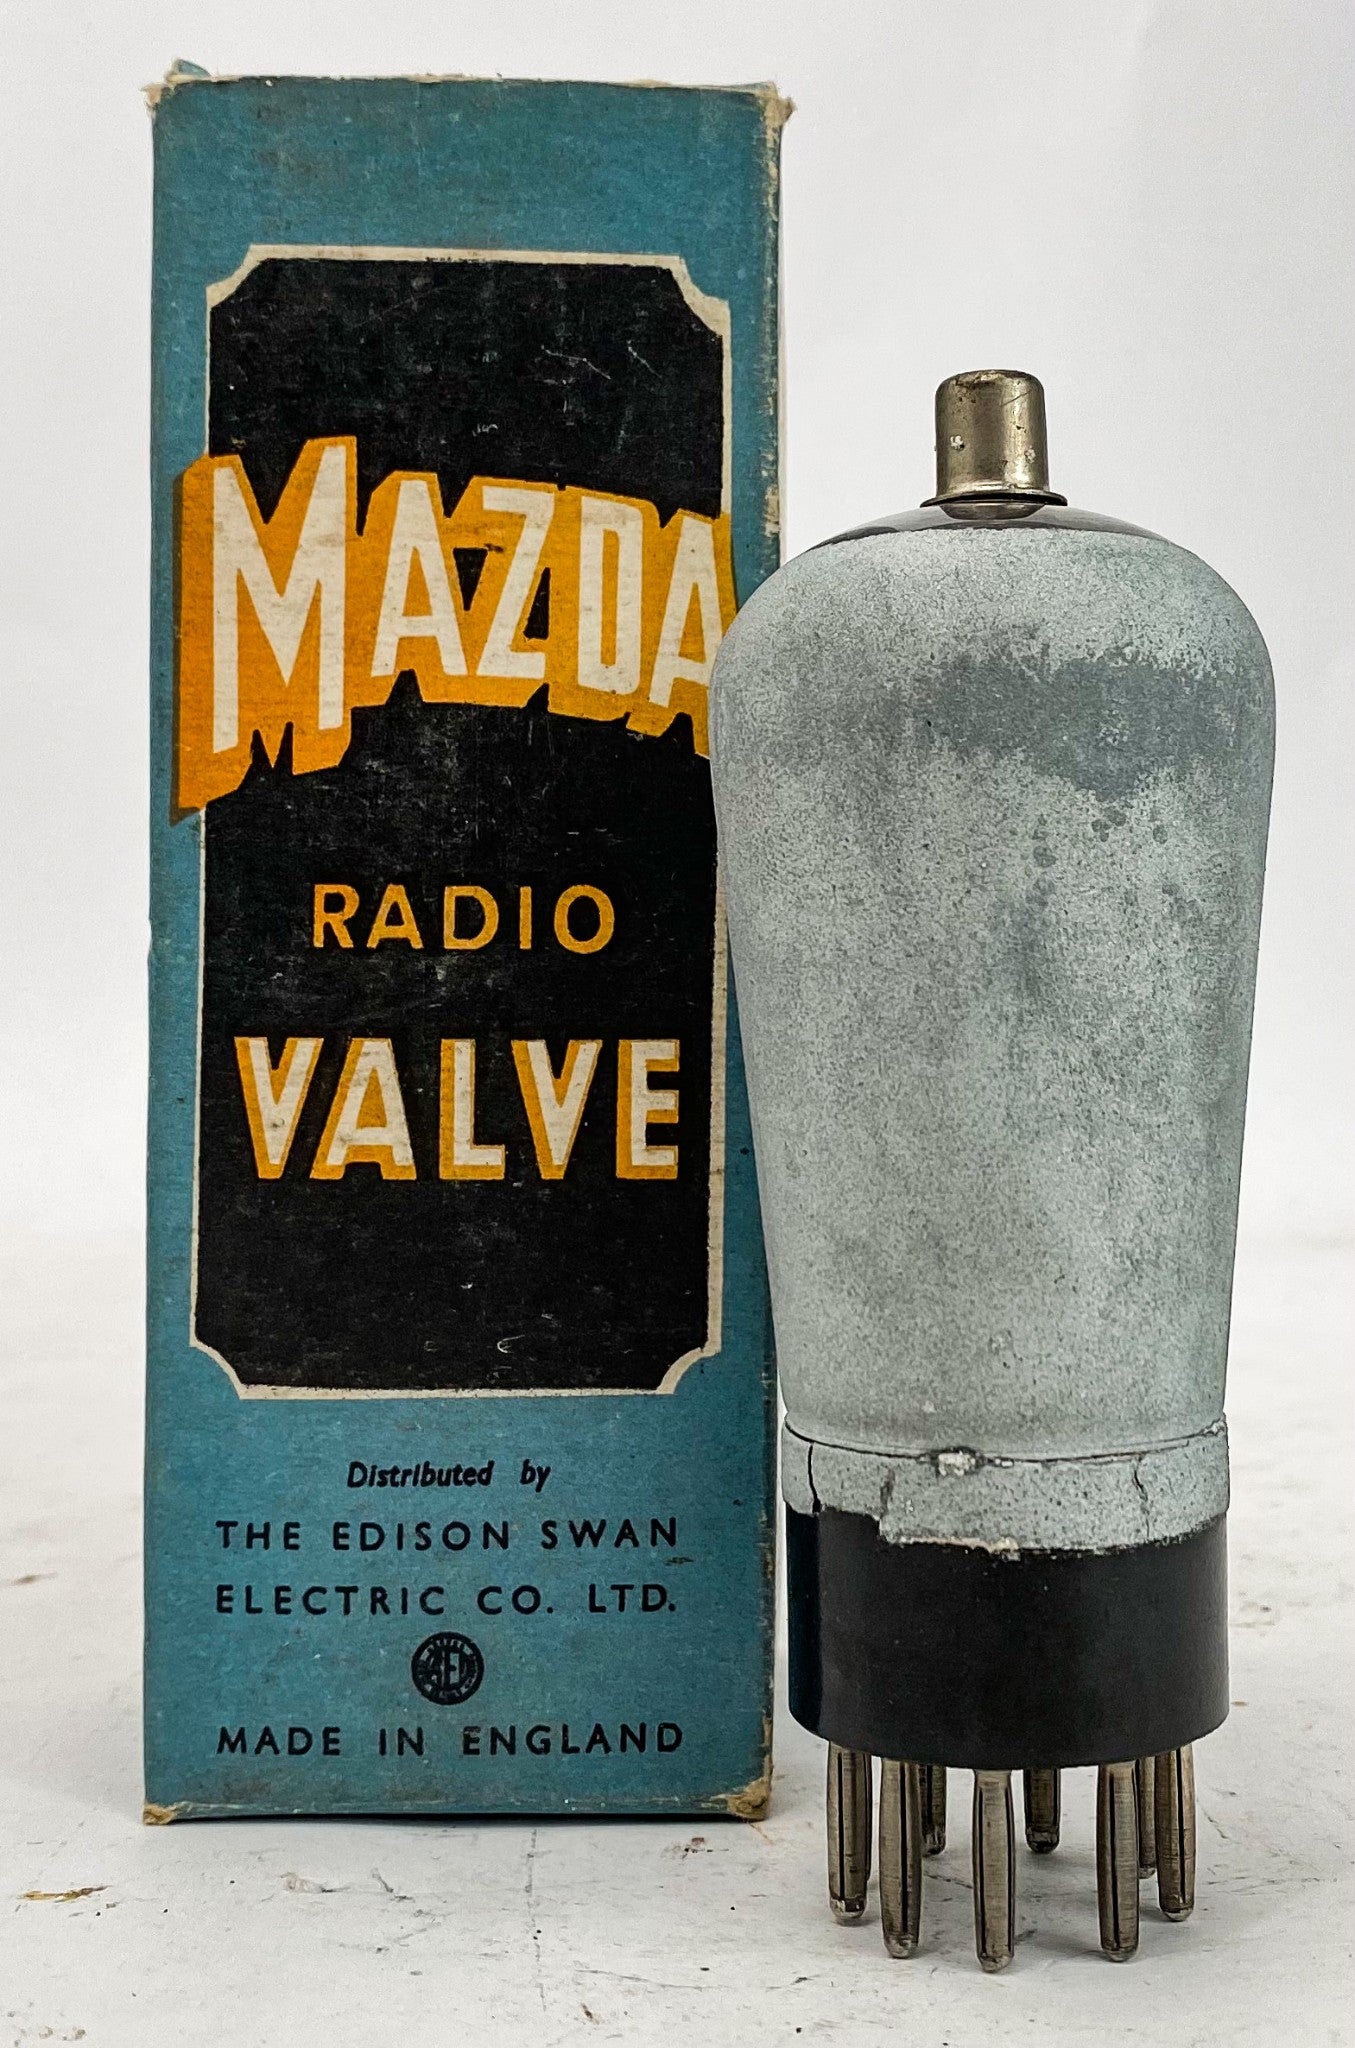 MAZDA
RADIO
VALVE
Distributed by
THE EDISON SWAN
ELECTRIC CO. LTD.
MADE IN ENGLAND